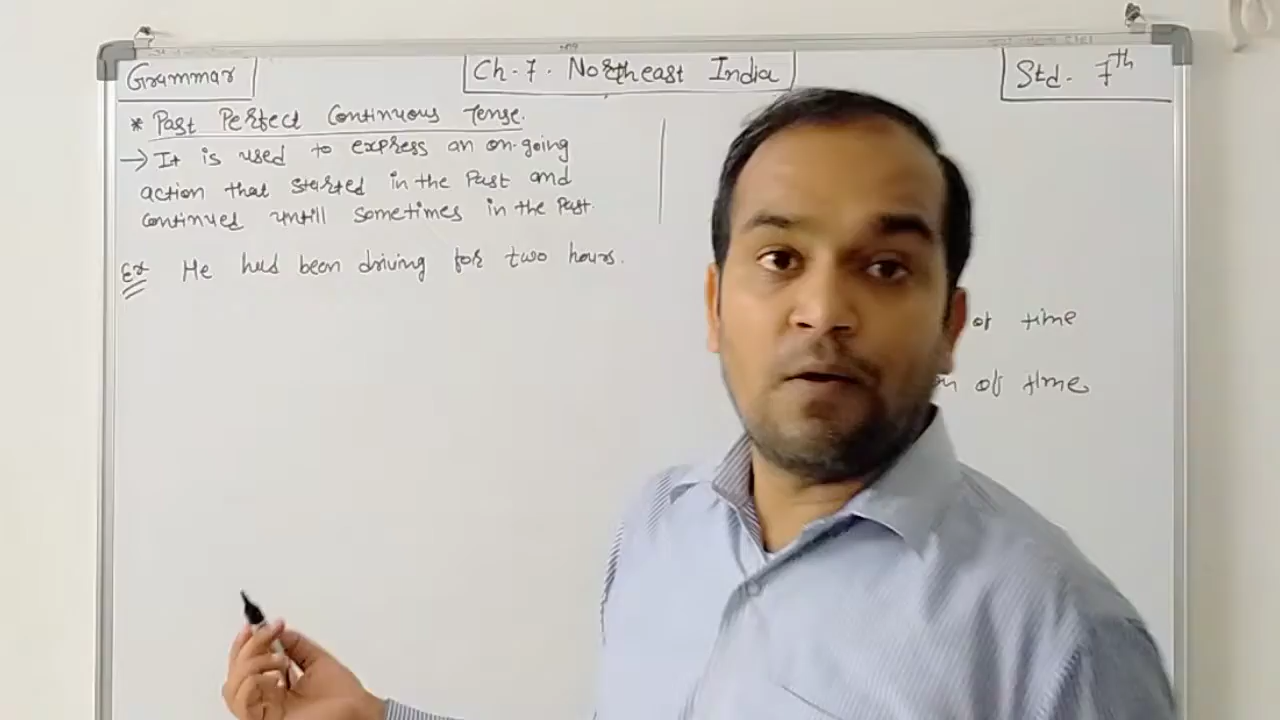 Grammar
Ch-7. Northeast India
Std. 7th
* Past Perfect Continuous Tense.
→ It is used to express an on-going
action that started in the Past and
continued untill sometimes in the Past.
Ex He had been driving for two hours.
of time
of time